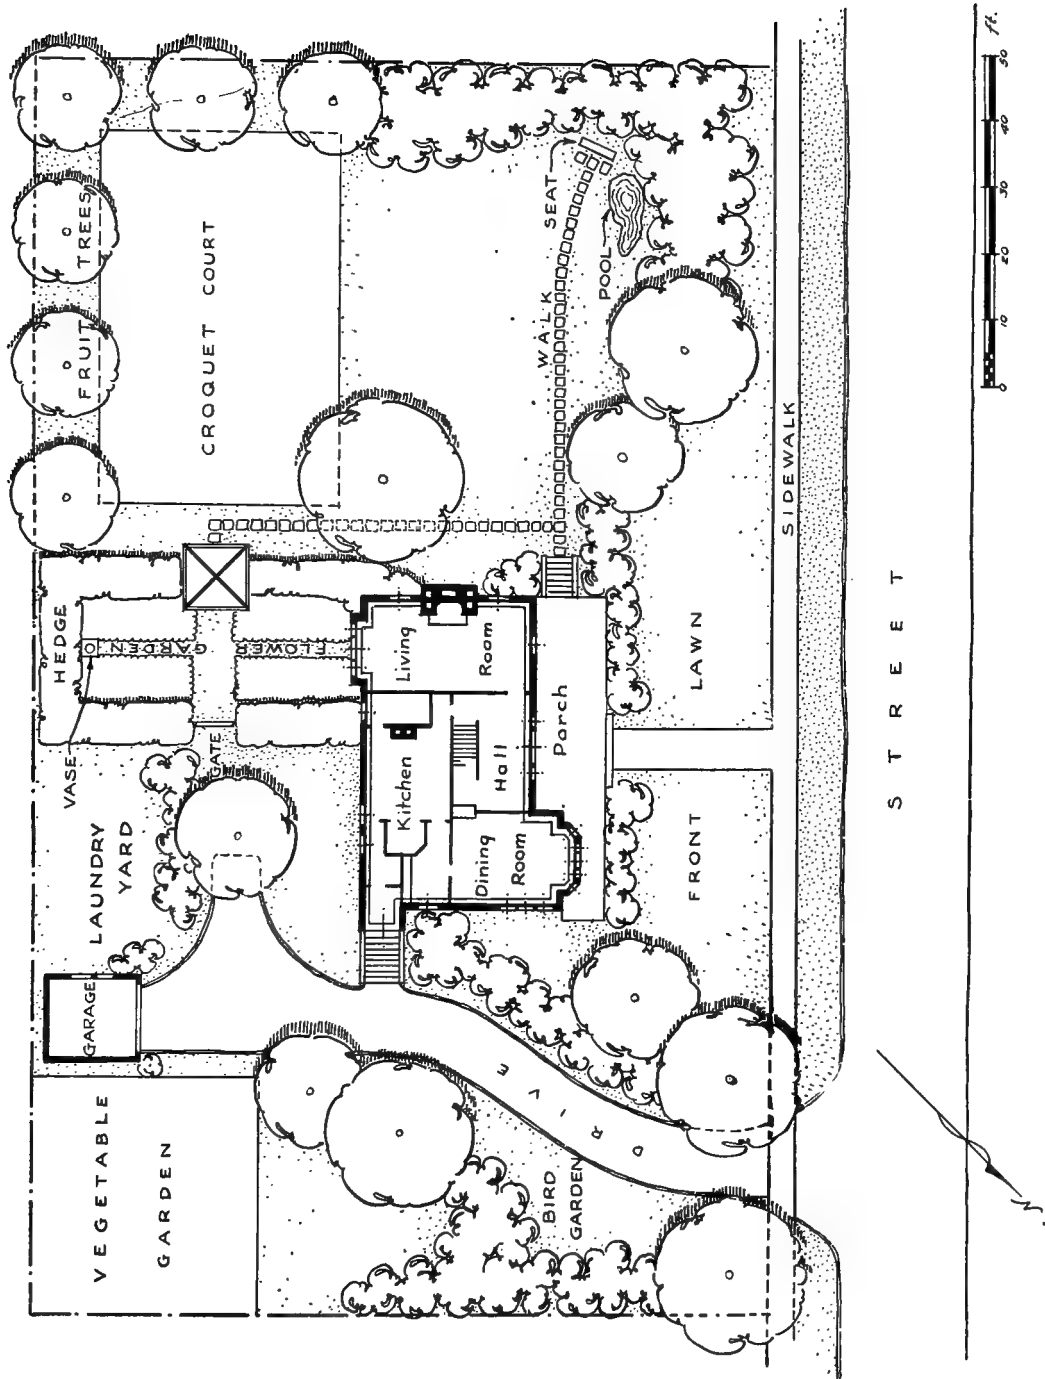 FRUIT TREES
CROQUET COURT
SEAT
POOL
WALK
HEDGE
FLOWER GARDEN
VASE
GATE
LAUNDRY
YARD
Living
Room
Kitchen
Hall
Porch
Dining
Room
LAWN
FRONT
SIDEWALK
STREET
GARAGE
DRIVE
VEGETABLE
GARDEN
BIRD
GARDEN
0 10 20 30 40 50 ft.
N